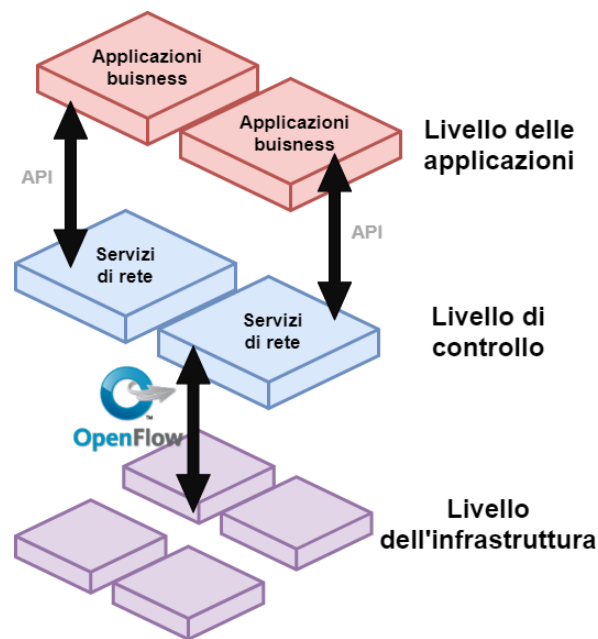 Applicazioni
buisness
Applicazioni
buisness
Livello delle
applicazioni
API
API
Servizi
di rete
Servizi
di rete
Livello di
controllo
OpenFlow
TM
Livello
dell'infrastruttura